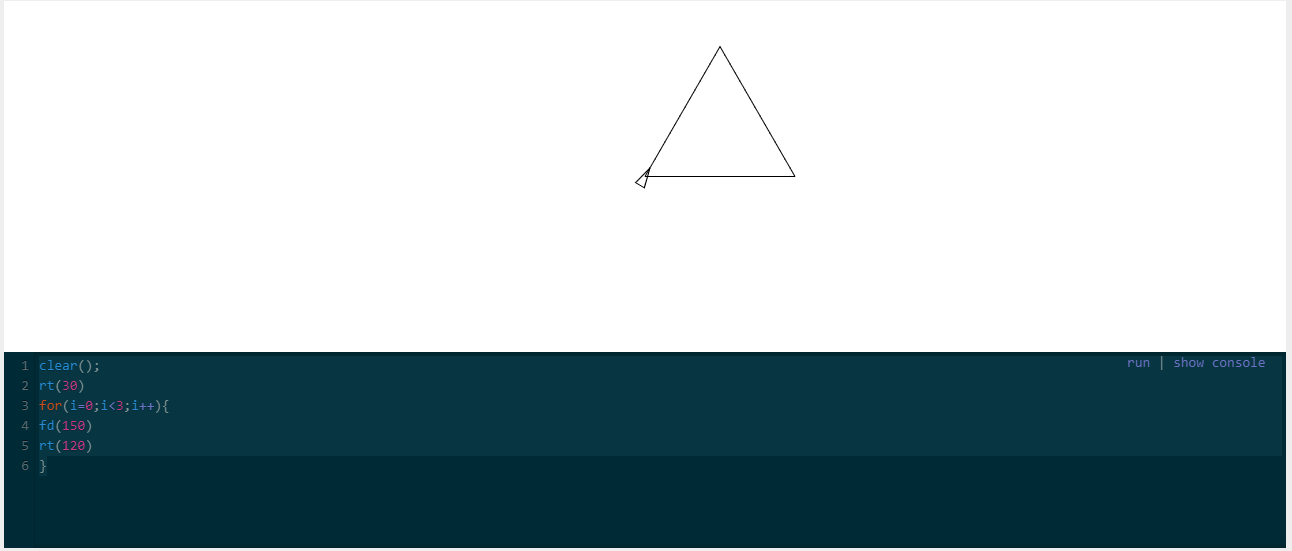 run | show console
1 clear();
2 rt(30)
3 for(i=0;i<3;i++){
4 fd(150)
5 rt(120)
6 }